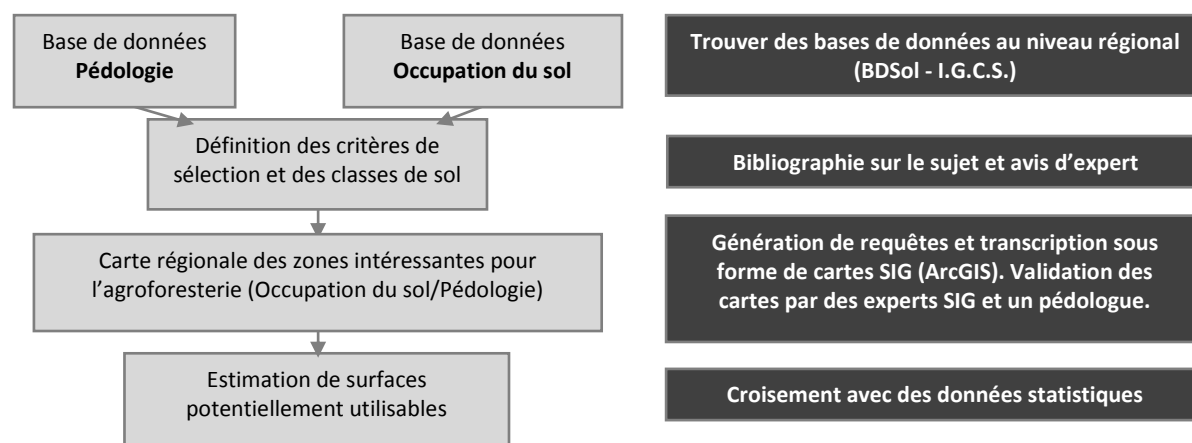 Base de données
Pédologie
Base de données
Occupation du sol
Trouver des bases de données au niveau régional
(BDSol - I.G.C.S.)
Définition des critères de
sélection et des classes de sol
Bibliographie sur le sujet et avis d’expert
Carte régionale des zones intéressantes pour
l’agroforesterie (Occupation du sol/Pédologie)
Génération de requêtes et transcription sous
forme de cartes SIG (ArcGIS). Validation des
cartes par des experts SIG et un pédologue.
Estimation de surfaces
potentiellement utilisables
Croisement avec des données statistiques